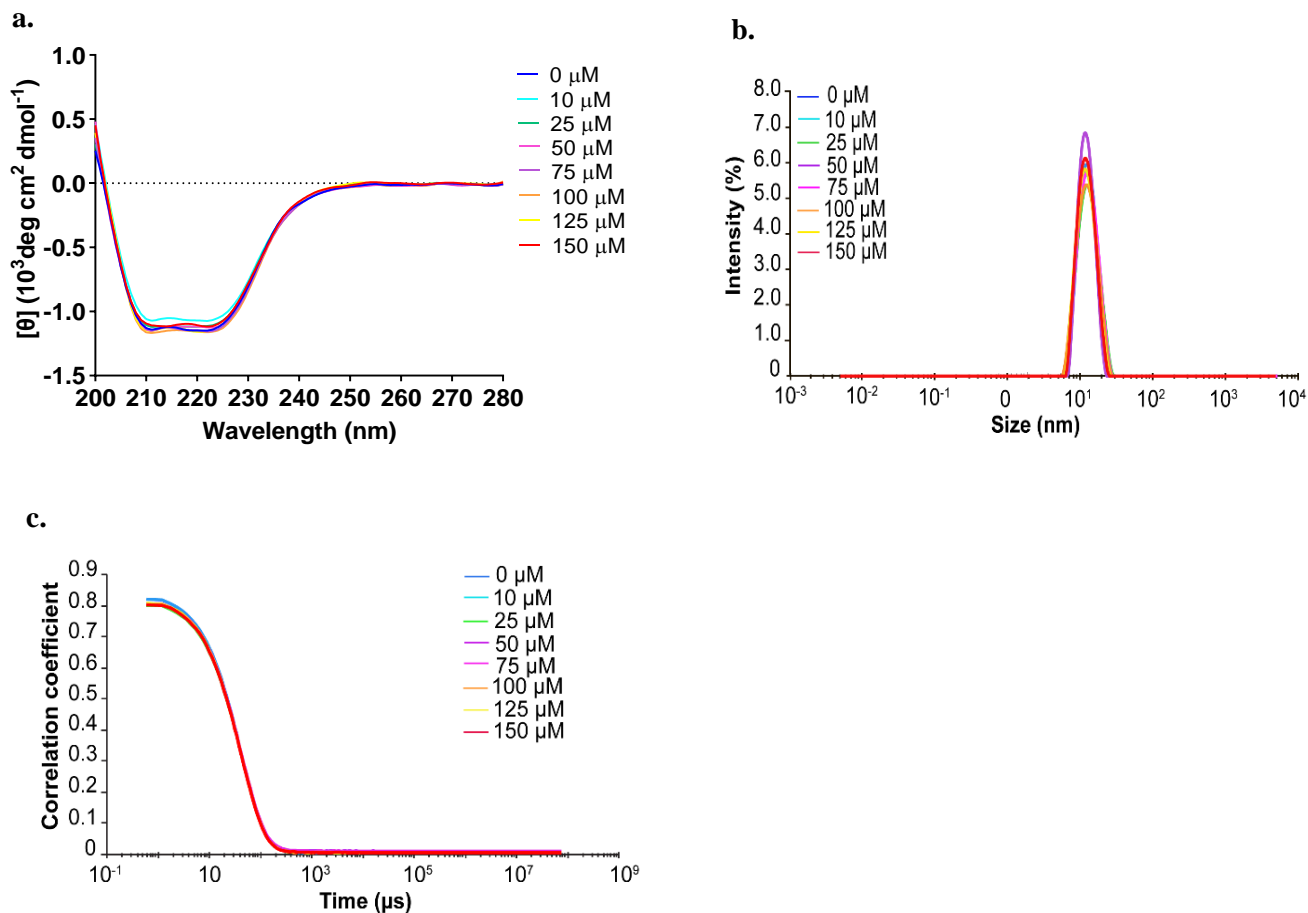 a.
[θ] (10³deg cm² dmol⁻¹)
1.0
0.5
0.0
-0.5
-1.0
-1.5
200 210 220 230 240 250 260 270 280
Wavelength (nm)
0 μM
10 μM
25 μM
50 μM
75 μM
100 μM
125 μM
150 μM
b.
Intensity (%)
8.0
7.0
6.0
5.0
4.0
3.0
2.0
1.0
0
10⁻³ 10⁻² 10⁻¹ 0 10¹ 10² 10³ 10⁴
Size (nm)
0 µM
10 µM
25 µM
50 µM
75 µM
100 µM
125 µM
150 µM
c.
Correlation coefficient
0.9
0.8
0.7
0.6
0.5
0.4
0.3
0.2
0.1
0
10⁻¹ 10 10³ 10⁵ 10⁷ 10⁹
Time (µs)
0 µM
10 µM
25 µM
50 µM
75 µM
100 µM
125 µM
150 µM